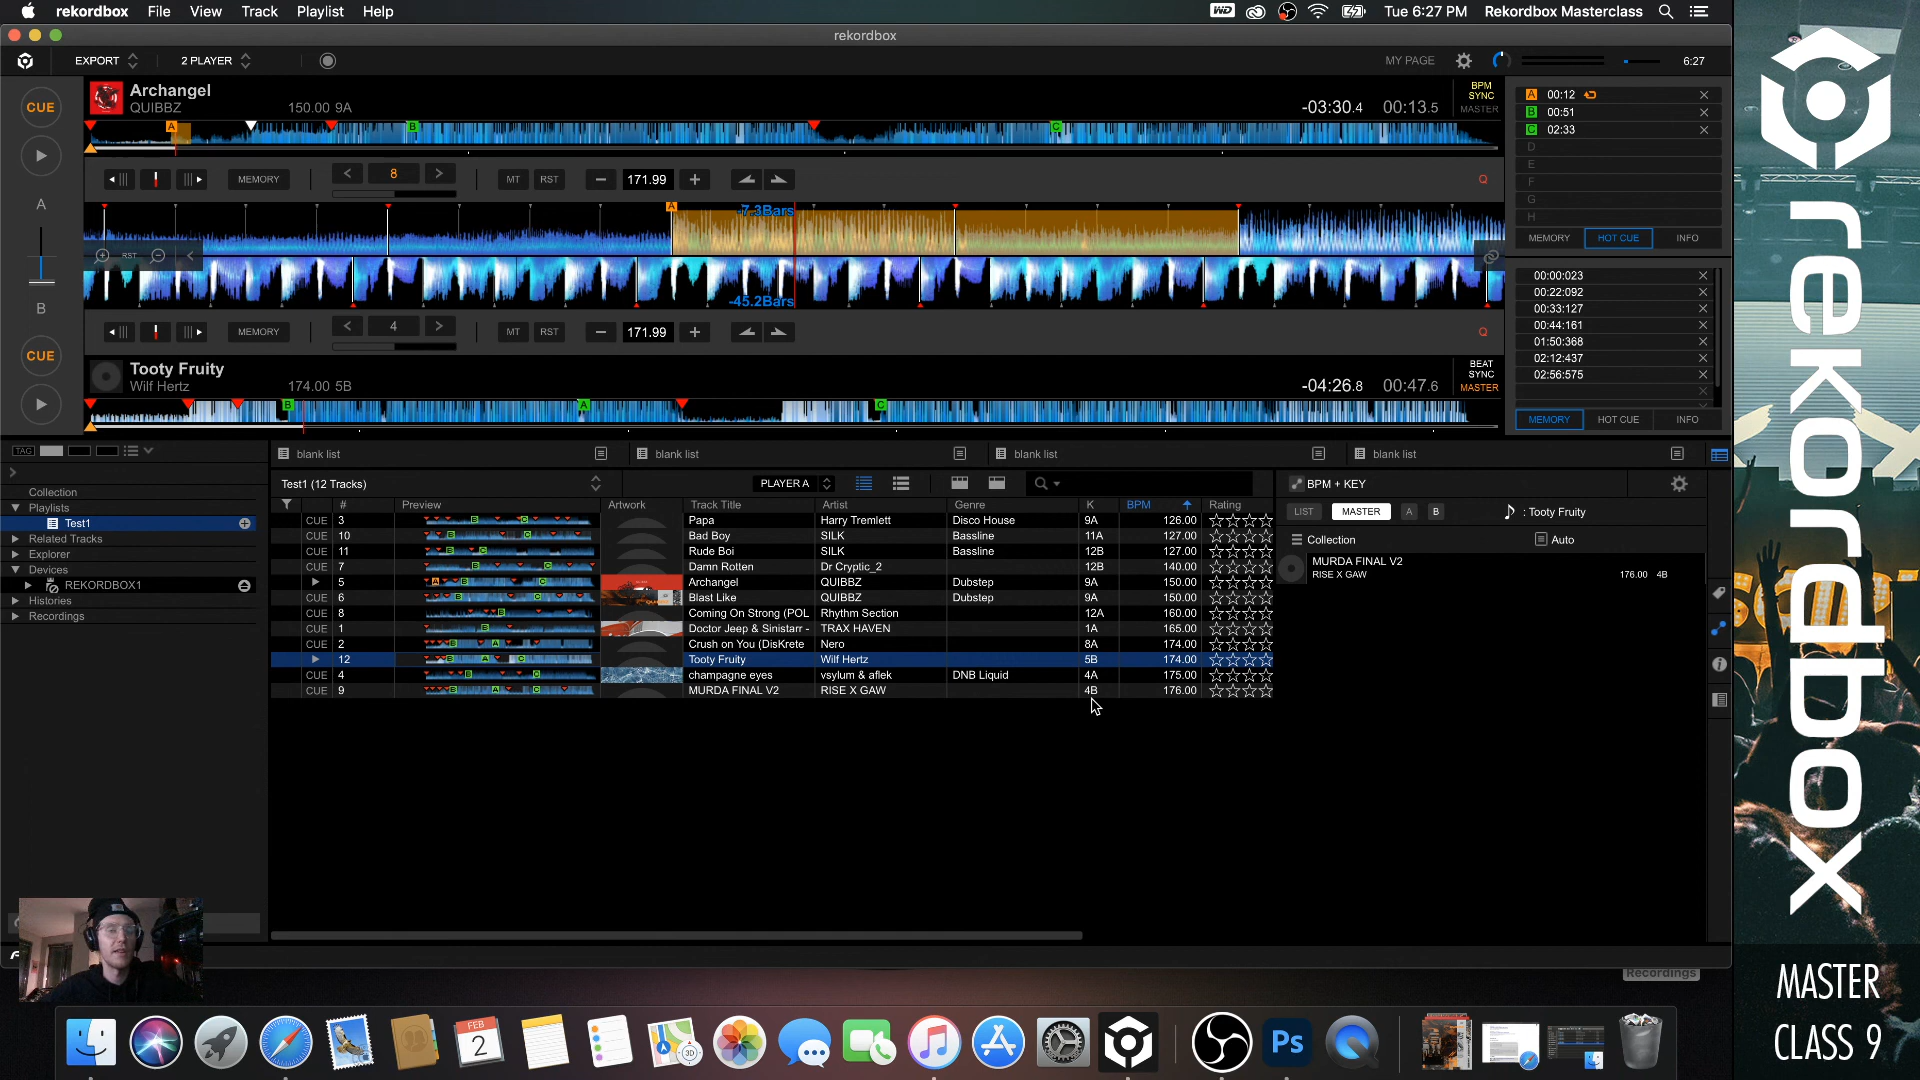 rekordbox File View Track Playlist Help
WD Tue 6:27 PM Rekordbox Masterclass
rekordbox
EXPORT 2 PLAYER MY PAGE 6:27
CUE
Archangel
QUIBBZ 150.00 9A
-03:30.4 00:13.5
BPM
SYNC
MASTER
A 00:12
B 00:51
C 02:33
D
E
F
G
H
MEMORY HOT CUE INFO
A B C
MEMORY 8 MT RST 171.99 Q
A
-7.3Bars
RST
-45.2Bars
A
B
MEMORY 4 MT RST 171.99 Q
CUE
Tooty Fruity
Wilf Hertz 174.00 5B
-04:26.8 00:47.6
BEAT
SYNC
MASTER
B A C
00:00:023
00:22:092
00:33:127
00:44:161
01:50:368
02:12:437
02:56:575
MEMORY HOT CUE INFO
TAG
blank list blank list blank list blank list
Collection
Playlists
Test1
Related Tracks
Explorer
Devices
REKORDBOX1
Histories
Recordings
Test1 (12 Tracks) PLAYER A
# Preview Artwork Track Title Artist Genre K BPM Rating
CUE 3 Papa Harry Tremlett Disco House 9A 126.00
CUE 10 Bad Boy SILK Bassline 11A 127.00
CUE 11 Rude Boi SILK Bassline 12B 127.00
CUE 7 Damn Rotten Dr Cryptic_2 12B 140.00
5 Archangel QUIBBZ Dubstep 9A 150.00
CUE 6 Blast Like QUIBBZ Dubstep 9A 150.00
CUE 8 Coming On Strong (POL Rhythm Section 12A 160.00
CUE 1 Doctor Jeep & Sinistarr - TRAX HAVEN 1A 165.00
CUE 2 Crush on You (DisKrete Nero 8A 174.00
12 Tooty Fruity Wilf Hertz 5B 174.00
CUE 4 champagne eyes vsylum & aflek DNB Liquid 4A 175.00
CUE 9 MURDA FINAL V2 RISE X GAW 4B 176.00
BPM + KEY
LIST MASTER A B : Tooty Fruity
Collection Auto
MURDA FINAL V2
RISE X GAW 176.00 4B
Recordings
FEB
2
3D
Ps
rekordbox
MASTER
CLASS 9